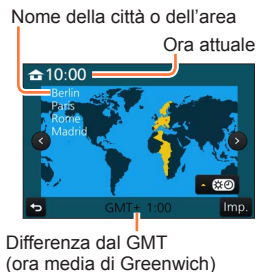 Nome della città o dell'area
Ora attuale
10:00
Berlin
Paris
Rome
Madrid
GMT+ 1:00
Imp.
Differenza dal GMT
(ora media di Greenwich)